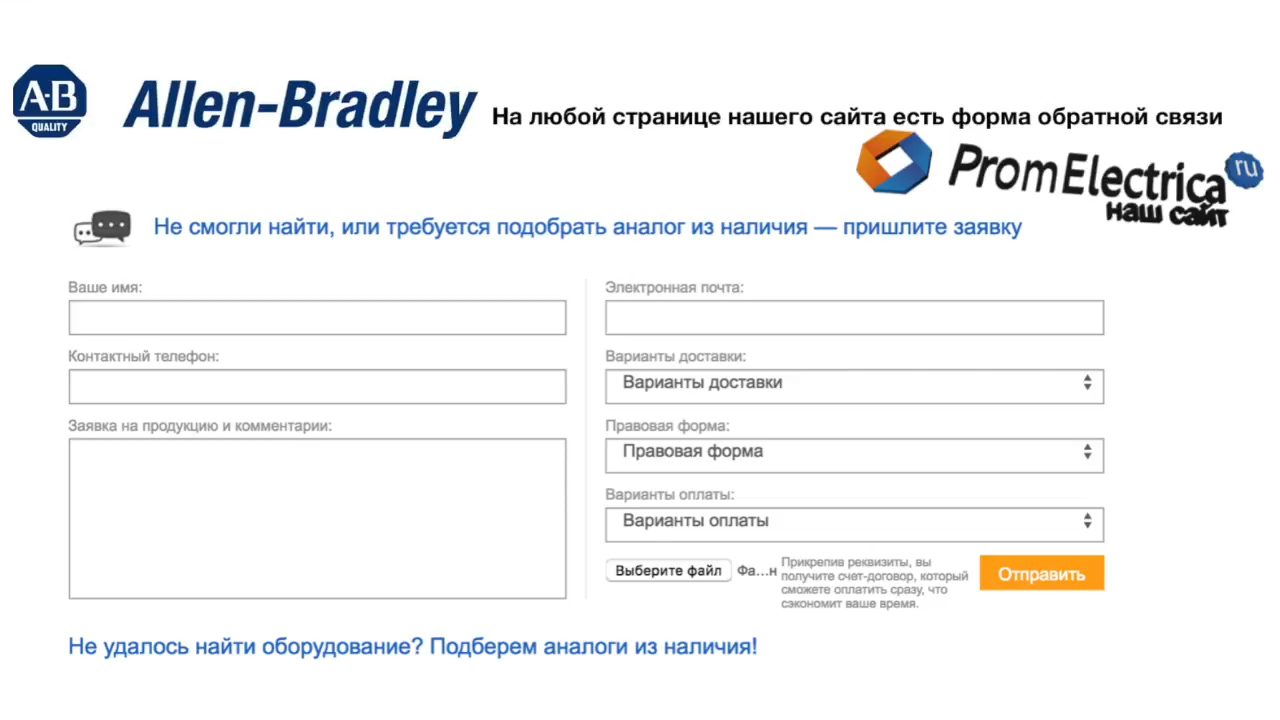 A-B
QUALITY
Allen-Bradley
На любой странице нашего сайта есть форма обратной связи
PromElectrica ru
наш сайт
Не смогли найти, или требуется подобрать аналог из наличия — пришлите заявку
Ваше имя:
Электронная почта:
Контактный телефон:
Варианты доставки:
Варианты доставки
Заявка на продукцию и комментарии:
Правовая форма:
Правовая форма
Варианты оплаты:
Варианты оплаты
Выберите файл Фа...н
Прикрепив реквизиты, вы
получите счет-договор, который
сможете оплатить сразу, что
сэкономит ваше время.
Отправить
Не удалось найти оборудование? Подберем аналоги из наличия!